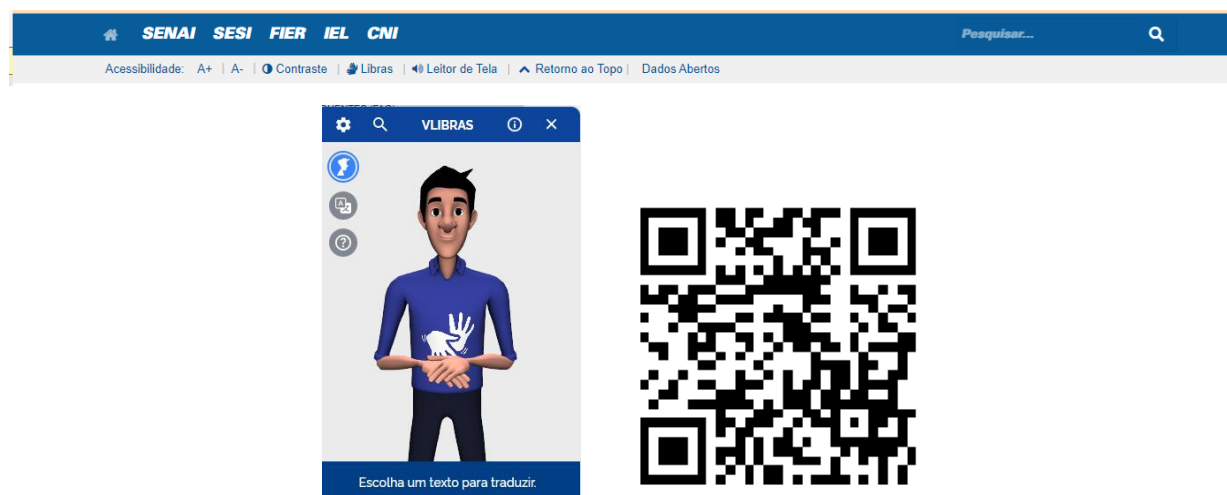 SENAI SESI FIER IEL CNI Pesquisar...
Acessibilidade: A+ | A- | Contraste | Libras | Leitor de Tela | Retorno ao Topo | Dados Abertos
VLIBRAS
Escolha um texto para traduzir.